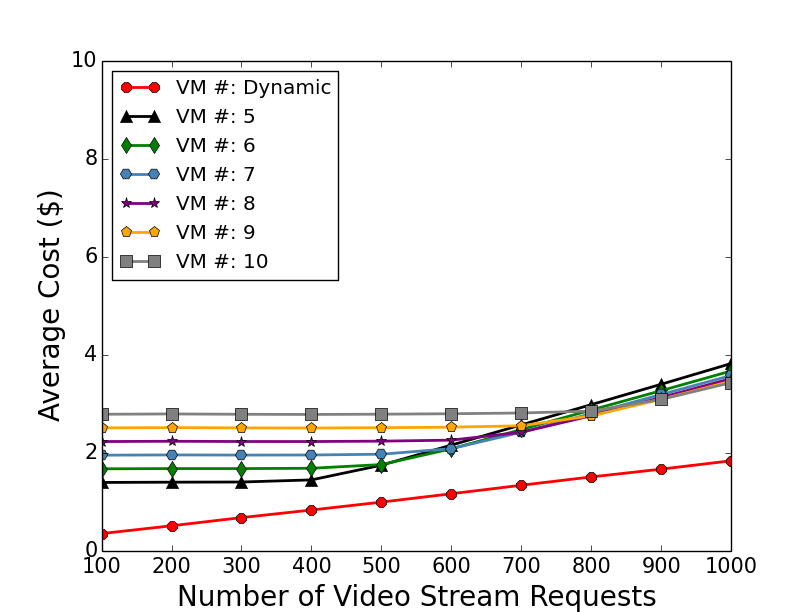 10
8
6
4
2
0
Average Cost ($)
VM #: Dynamic
VM #: 5
VM #: 6
VM #: 7
VM #: 8
VM #: 9
VM #: 10
100 200 300 400 500 600 700 800 900 1000
Number of Video Stream Requests